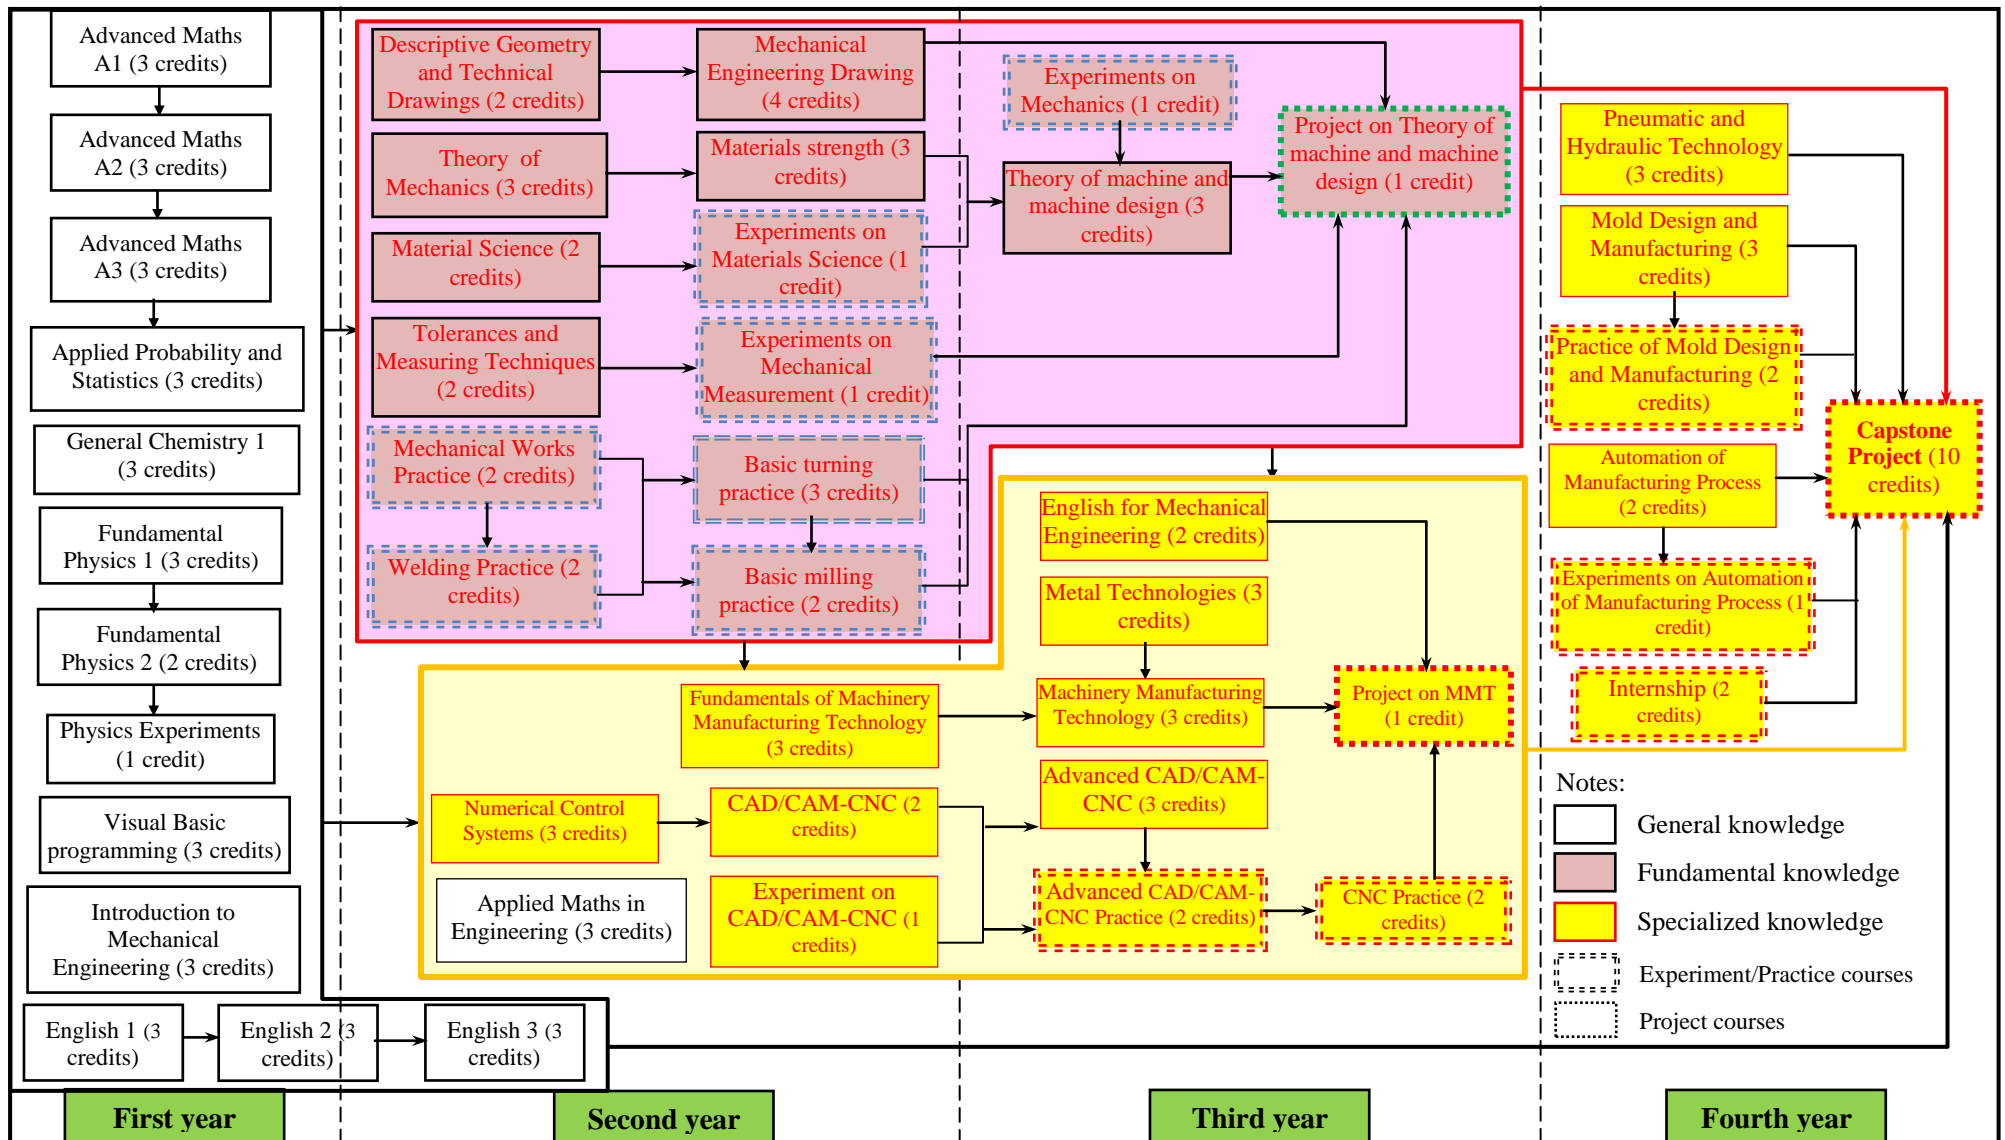 Advanced Maths
A1 (3 credits)
Advanced Maths
A2 (3 credits)
Advanced Maths
A3 (3 credits)
Applied Probability and
Statistics (3 credits)
General Chemistry 1
(3 credits)
Fundamental
Physics 1 (3 credits)
Fundamental
Physics 2 (2 credits)
Physics Experiments
(1 credit)
Visual Basic
programming (3 credits)
Introduction to
Mechanical
Engineering (3 credits)
English 1 (3
credits)
English 2 (3
credits)
English 3 (3
credits)
Descriptive Geometry
and Technical
Drawings (2 credits)
Mechanical
Engineering Drawing
(4 credits)
Theory of
Mechanics (3 credits)
Materials strength (3
credits)
Material Science (2
credits)
Experiments on
Materials Science (1
credit)
Tolerances and
Measuring Techniques
(2 credits)
Experiments on
Mechanical
Measurement (1 credit)
Mechanical Works
Practice (2 credits)
Basic turning
practice (3 credits)
Welding Practice (2
credits)
Basic milling
practice (2 credits)
Experiments on
Mechanics (1 credit)
Theory of machine and
machine design (3
credits)
Project on Theory of
machine and machine
design (1 credit)
English for Mechanical
Engineering (2 credits)
Metal Technologies (3
credits)
Fundamentals of Machinery
Manufacturing Technology
(3 credits)
Machinery Manufacturing
Technology (3 credits)
Project on MMT
(1 credit)
Numerical Control
Systems (3 credits)
CAD/CAM-CNC (2
credits)
Advanced CAD/CAM-
CNC (3 credits)
Applied Maths in
Engineering (3 credits)
Experiment on
CAD/CAM-CNC (1
credits)
Advanced CAD/CAM-
CNC Practice (2 credits)
CNC Practice (2
credits)
Pneumatic and
Hydraulic Technology
(3 credits)
Mold Design and
Manufacturing (3
credits)
Practice of Mold Design
and Manufacturing (2
credits)
Automation of
Manufacturing Process
(2 credits)
Experiments on Automation
of Manufacturing Process (1
credit)
Internship (2
credits)
Capstone
Project (10
credits)
Notes:
General knowledge
Fundamental knowledge
Specialized knowledge
Experiment/Practice courses
Project courses
First year
Second year
Third year
Fourth year